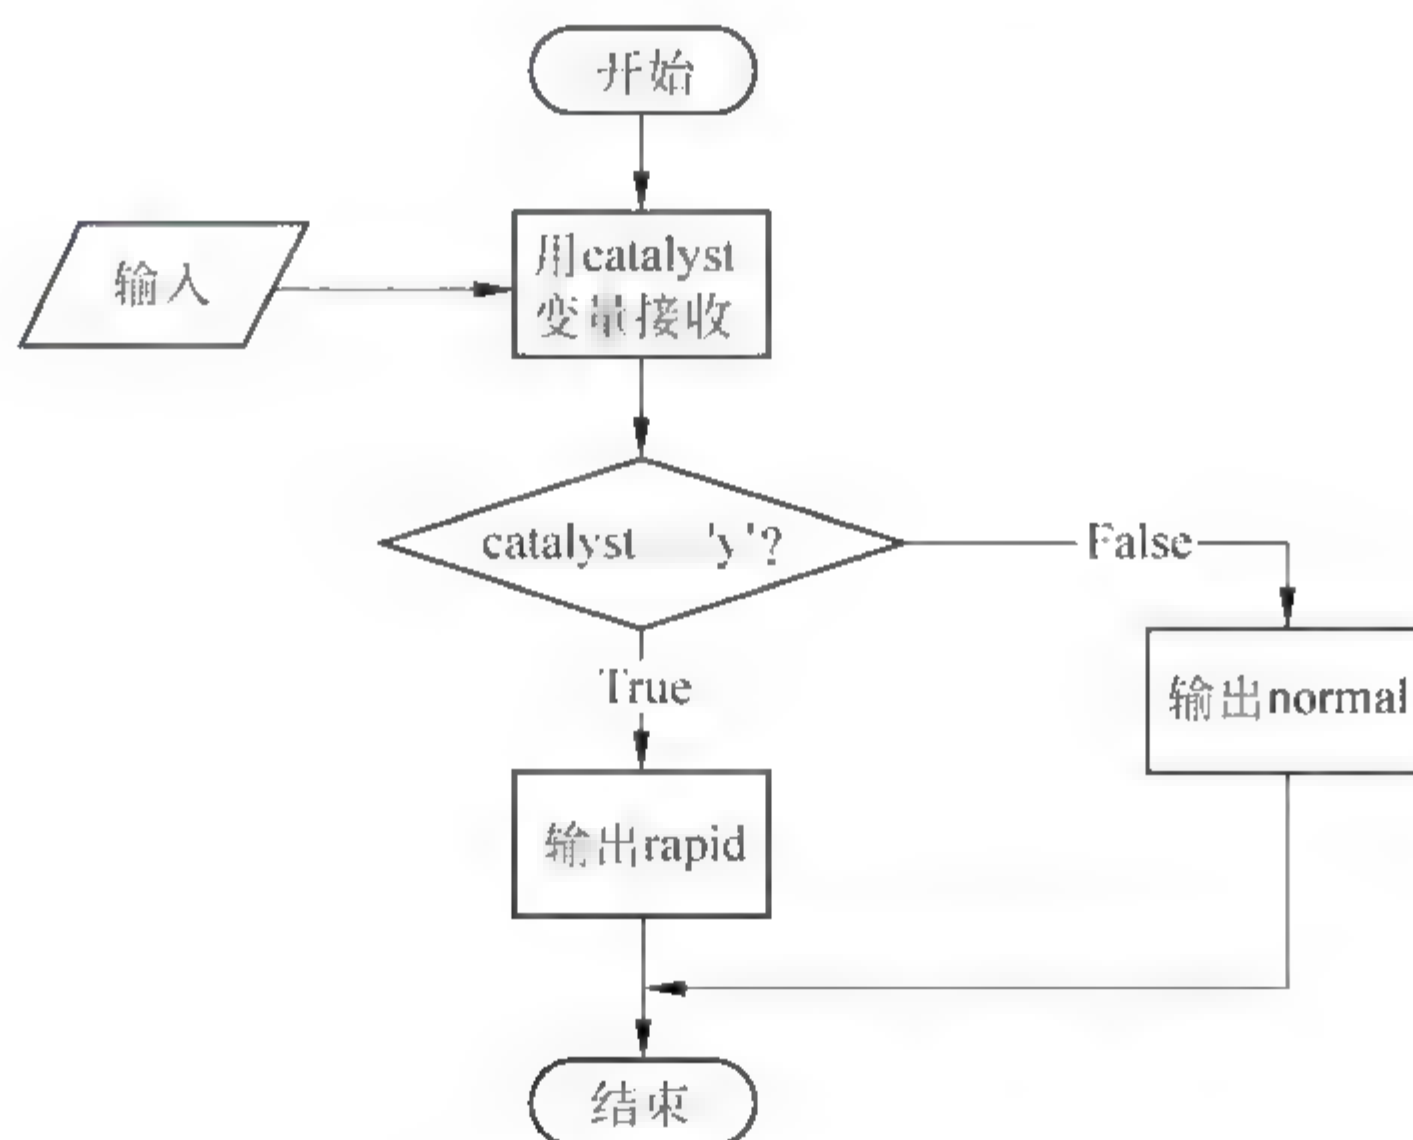 开始
输入
用catalyst
变量接收
catalyst 'y'?
False
True
输出normal
输出rapid
结束